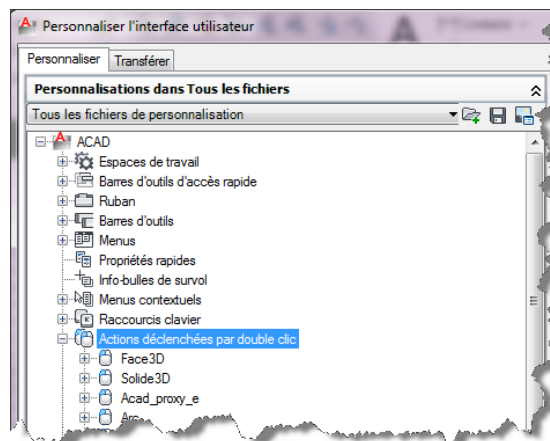 Personnaliser l'interface utilisateur
Personnaliser Transférer
Personnalisations dans Tous les fichiers
Tous les fichiers de personnalisation
ACAD
Espaces de travail
Barres d'outils d'accès rapide
Ruban
Barres d'outils
Menus
Propriétés rapides
Info-bulles de survol
Menus contextuels
Raccourcis clavier
Actions déclenchées par double clic
Face3D
Solide3D
Acad_proxy_e
Arc